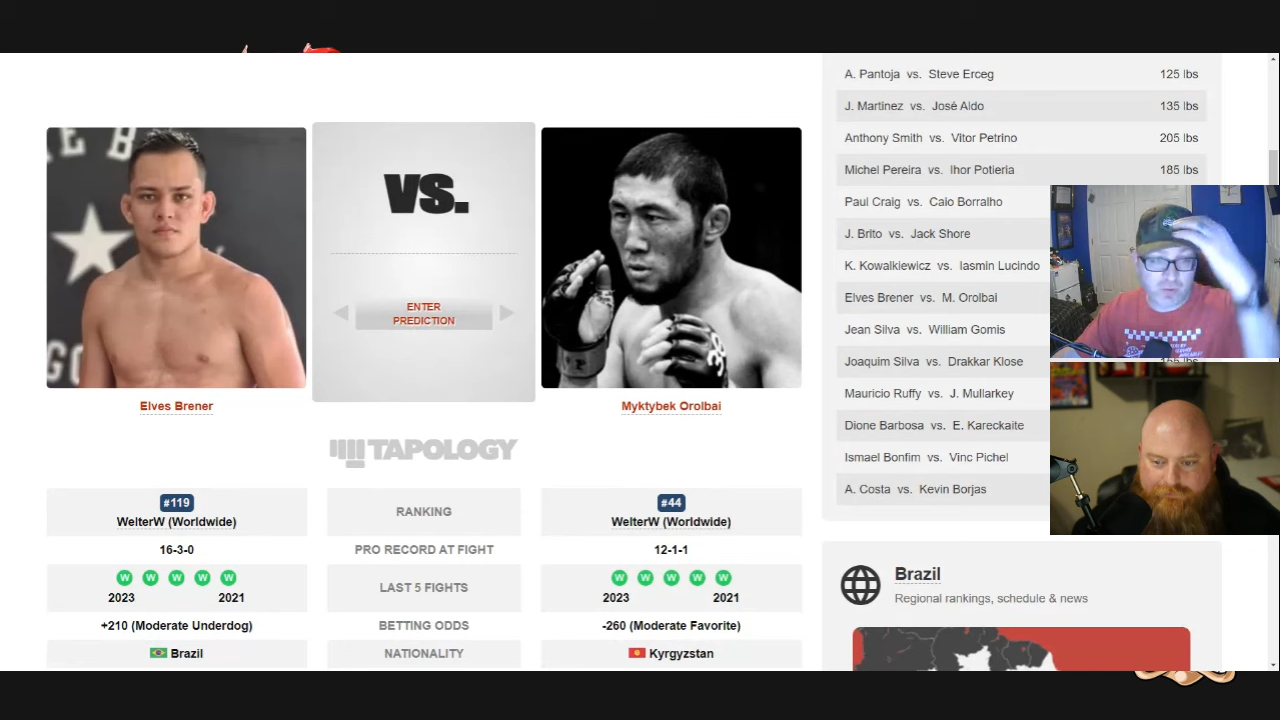 VS.
ENTER
PREDICTION
Elves Brener
Myktybek Orolbai
TAPOLOGY
#119
WelterW (Worldwide)
RANKING
#44
WelterW (Worldwide)
16-3-0
PRO RECORD AT FIGHT
12-1-1
W W W W W
2023 2021
LAST 5 FIGHTS
W W W W W
2023 2021
+210 (Moderate Underdog)
BETTING ODDS
-260 (Moderate Favorite)
Brazil
NATIONALITY
Kyrgyzstan
A. Pantoja vs. Steve Erceg 125 lbs
J. Martinez vs. José Aldo 135 lbs
Anthony Smith vs. Vitor Petrino 205 lbs
Michel Pereira vs. Ihor Potieria 185 lbs
Paul Craig vs. Caio Borralho
J. Brito vs. Jack Shore
K. Kowalkiewicz vs. Iasmin Lucindo
Elves Brener vs. M. Orolbai
Jean Silva vs. William Gomis
Joaquim Silva vs. Drakkar Klose
Mauricio Ruffy vs. J. Mullarkey
Dione Barbosa vs. E. Kareckaite
Ismael Bonfim vs. Vinc Pichel
A. Costa vs. Kevin Borjas
Brazil
Regional rankings, schedule & news